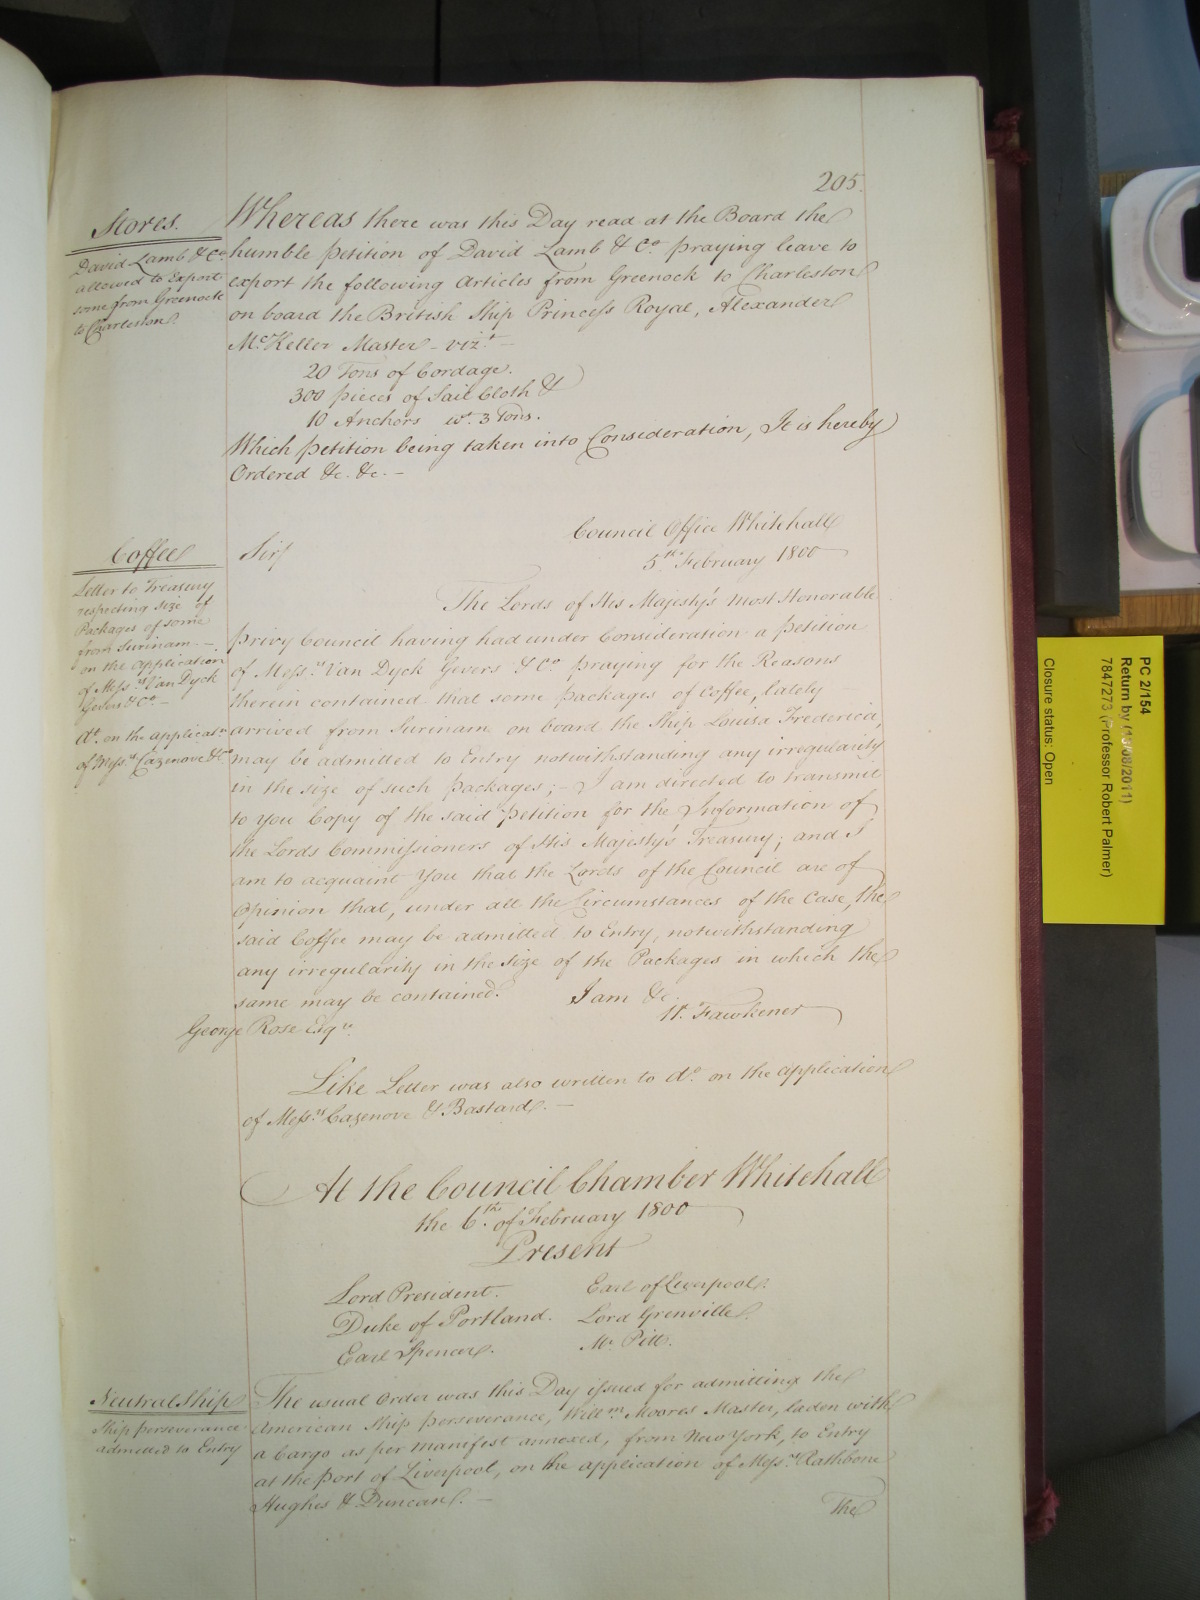 205.
Stores.
David Lamb & Co.
allowed to Export
some from Greenock
to Charleston.
Whereas there was this Day read at the Board the
humble petition of David Lamb & Co. praying leave to
export the following Articles from Greenock to Charleston
on board the British Ship Princess Royal, Alexander
McKeller Master - vizt. -
20 Tons of Cordage.
300 pieces of Sail Cloth &
10 Anchors wt. 3 Tons.
Which petition being taken into Consideration, It is hereby
Ordered &c. &c. -
Council Office Whitehall
5th. February 1800
Coffee
Letter to Treasury
respecting size of
Packages of some
from Surinam -
on the application
of Messrs. Van Dyck
Gevers & Co. -
do. on the applicatn.
of Messrs. Cazenove & Co.
Sir,
The Lords of His Majesty's most Honorable
privy Council having had under Consideration a petition
of Messrs. Van Dyck Gevers & Co. praying for the Reasons
therein contained that some packages of Coffee, lately
arrived from Surinam on board the Ship Louisa Frederica,
may be admitted to Entry notwithstanding any irregularity
in the size of such packages; - I am directed to transmit
to you Copy of the said petition for the Information of
the Lords Commissioners of His Majesty's Treasury; and I
am to acquaint You that the Lords of the Council are of
Opinion that, under all the Circumstances of the Case, the
said Coffee may be admitted to Entry, notwithstanding
any irregularity in the size of the Packages in which the
same may be contained. I am &c.
W. Fawkener
George Rose Esqr.
Like Letter was also written to do. on the application
of Messrs. Cazenove & Bastard. -
At the Council Chamber Whitehall
the 6th. of February 1800
Present
Lord President. Earl of Liverpool.
Duke of Portland. Lord Grenville.
Earl Spencer. Mr. Pitt.
Neutral Ship
Ship Perseverance
admitted to Entry
The usual Order was this Day issued for admitting the
American Ship Perseverance, Willm. Moores Master, laden with
a Cargo as per manifest annexed, from New York, to Entry
at the Port of Liverpool, on the application of Messrs. Rathbone
Hughes & Duncan. -
The
PC 2/154
Return by (13/08/2011)
7847273 (Professor Robert Palmer)
Closure status: Open